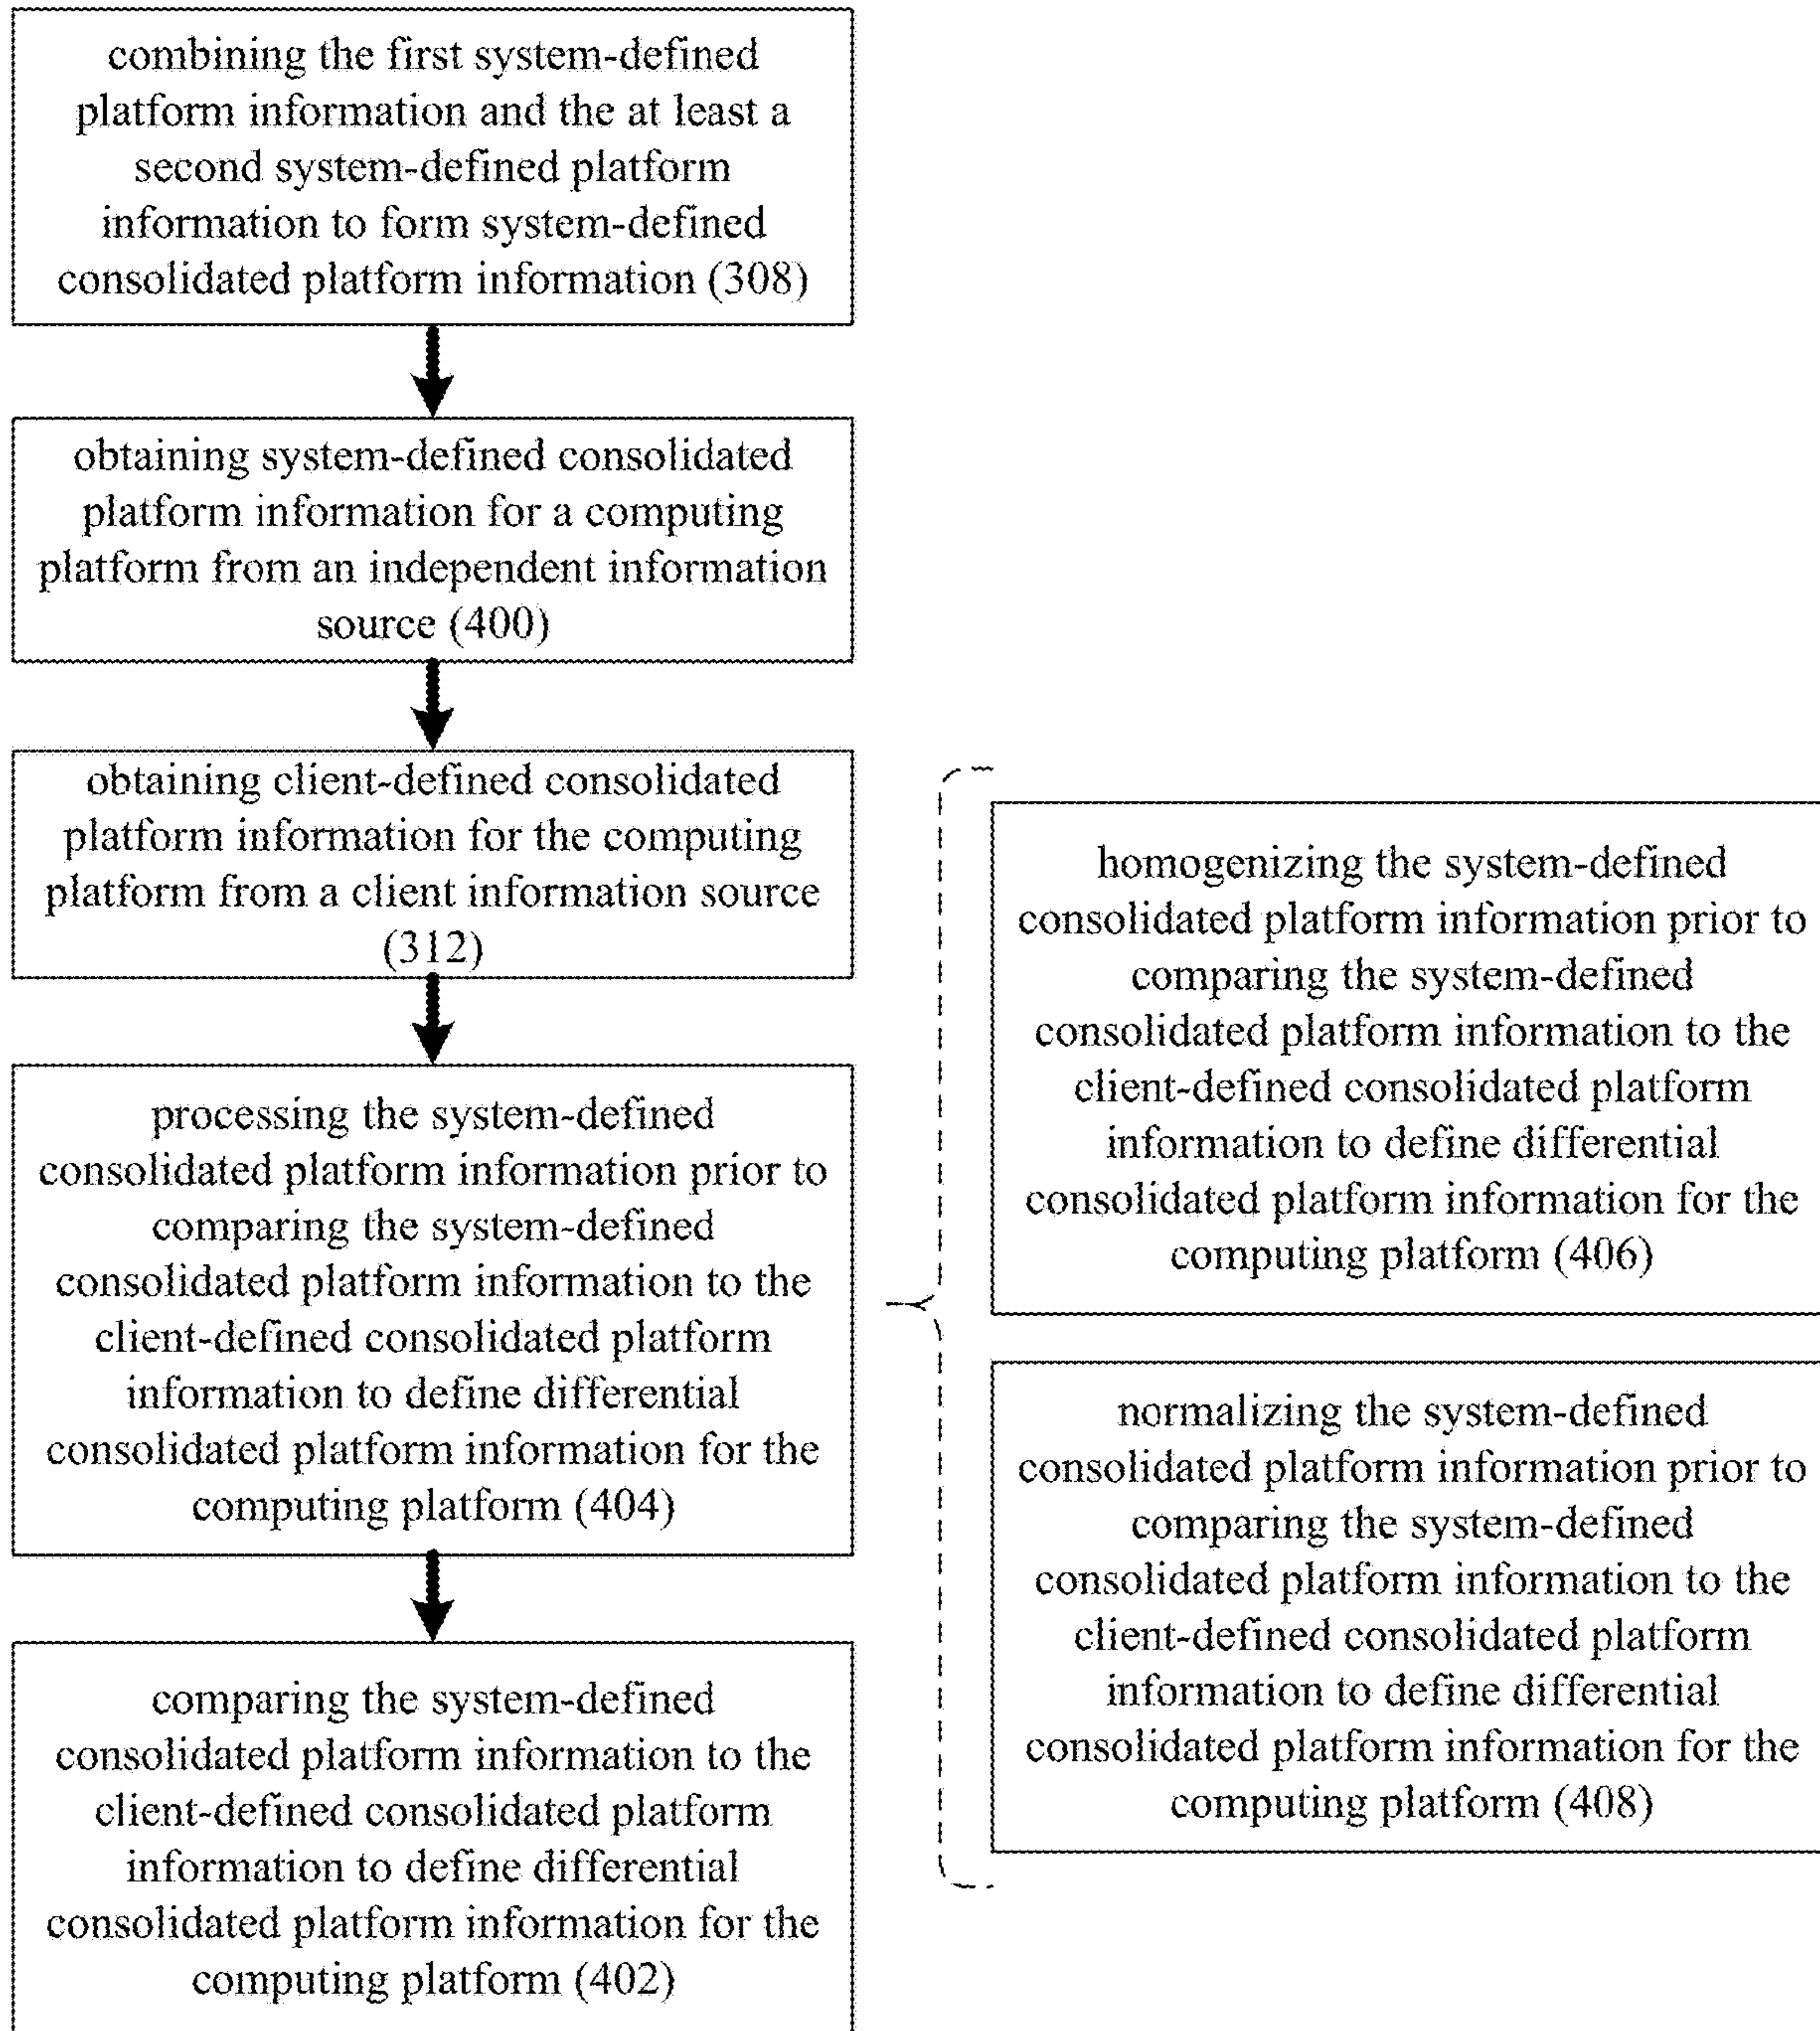 combining the first system-defined
platform information and the at least a
second system-defined platform
information to form system-defined
consolidated platform information (308)
obtaining system-defined consolidated
platform information for a computing
platform from an independent information
source (400)
obtaining client-defined consolidated
platform information for the computing
platform from a client information source
(312)
processing the system-defined
consolidated platform information prior to
comparing the system-defined
consolidated platform information to the
client-defined consolidated platform
information to define differential
consolidated platform information for the
computing platform (404)
homogenizing the system-defined
consolidated platform information prior to
comparing the system-defined
consolidated platform information to the
client-defined consolidated platform
information to define differential
consolidated platform information for the
computing platform (406)
normalizing the system-defined
consolidated platform information prior to
comparing the system-defined
consolidated platform information to the
client-defined consolidated platform
information to define differential
consolidated platform information for the
computing platform (408)
comparing the system-defined
consolidated platform information to the
client-defined consolidated platform
information to define differential
consolidated platform information for the
computing platform (402)